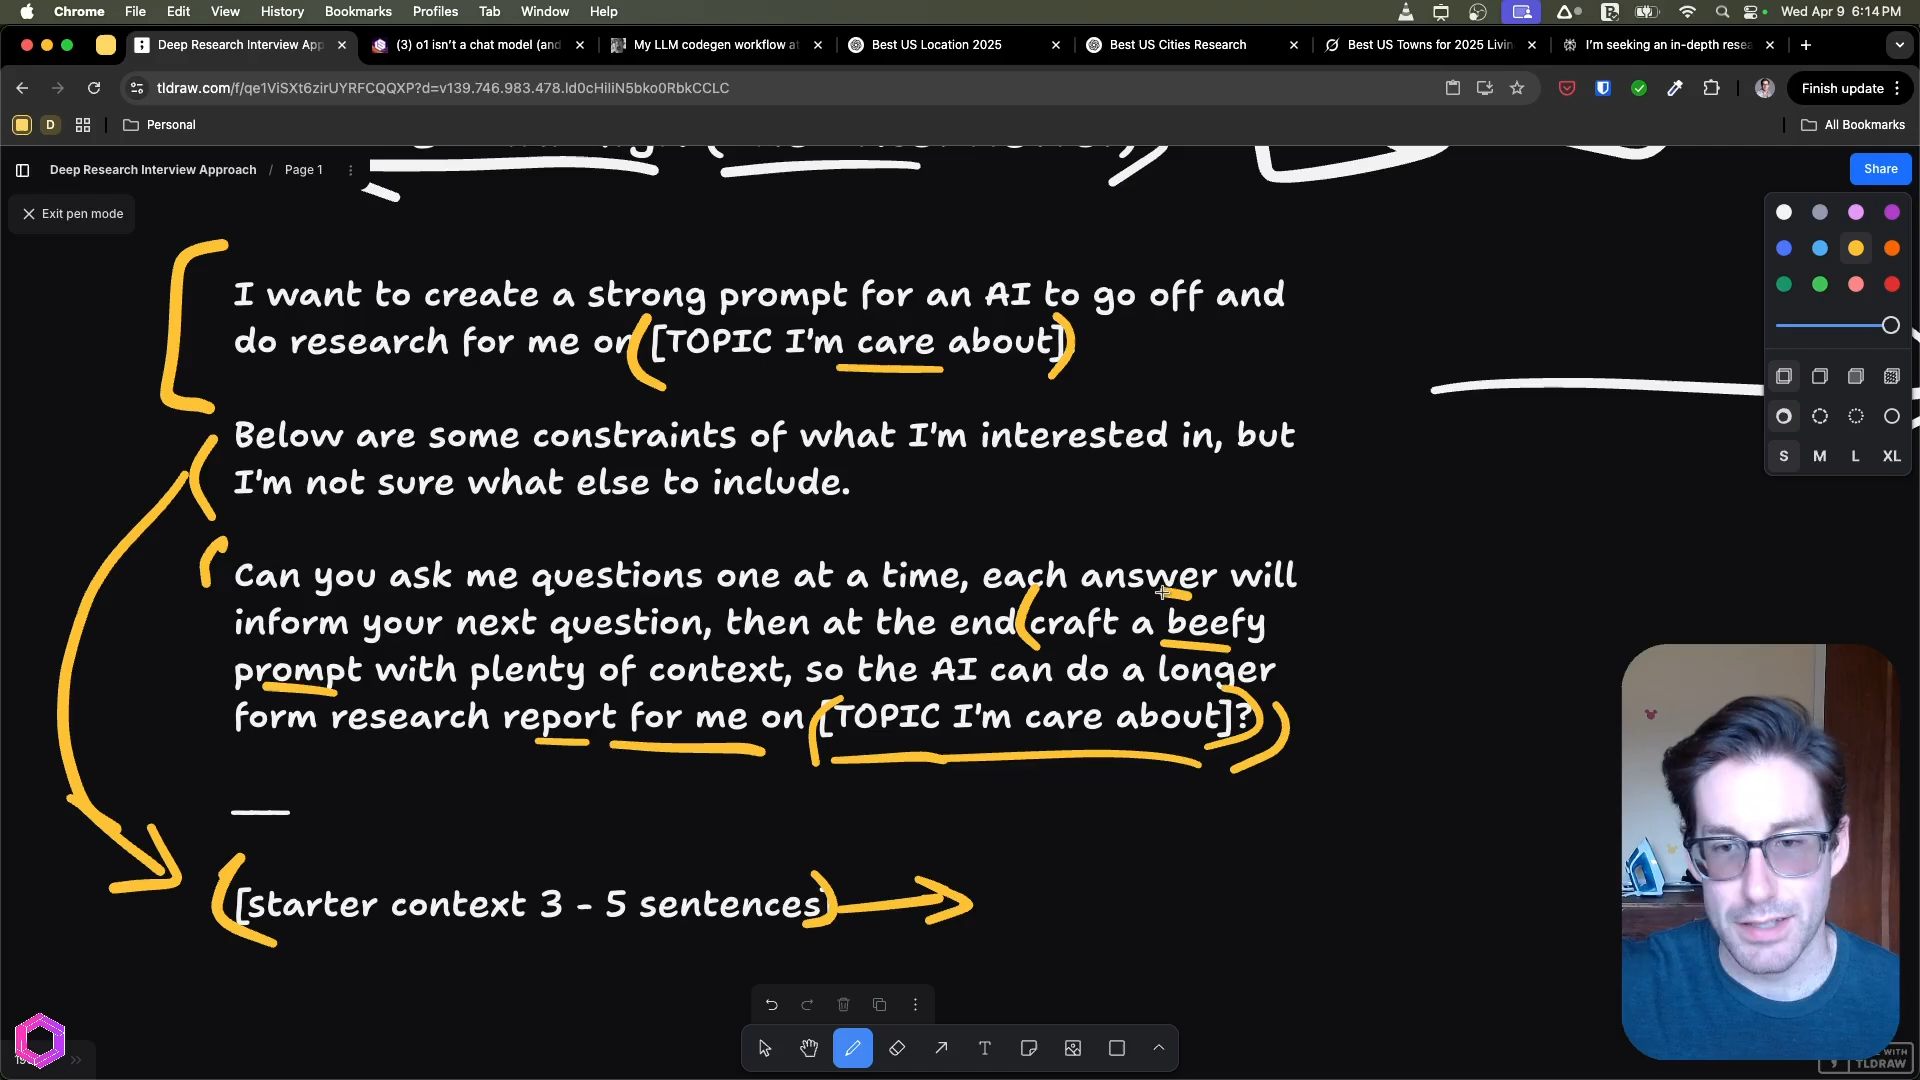 Chrome File Edit View History Bookmarks Profiles Tab Window Help Wed Apr 9 6:14 PM
Deep Research Interview App (3) o1 isn't a chat model (and My LLM codegen workflow at Best US Location 2025 Best US Cities Research Best US Towns for 2025 Livin I'm seeking an in-depth resea
tldraw.com/f/qe1ViSXt6zirUYRFCQQXP?d=v139.746.983.478.ld0cHiIiN5bko0RbkCCLC Finish update
D Personal All Bookmarks
Deep Research Interview Approach / Page 1 Share
Exit pen mode
I want to create a strong prompt for an AI to go off and
do research for me on [TOPIC I'm care about]
Below are some constraints of what I'm interested in, but
I'm not sure what else to include.
S M L XL
Can you ask me questions one at a time, each answer will
inform your next question, then at the end craft a beefy
prompt with plenty of context, so the AI can do a longer
form research report for me on [TOPIC I'm care about]?
[starter context 3 - 5 sentences]
T
TLDRAW